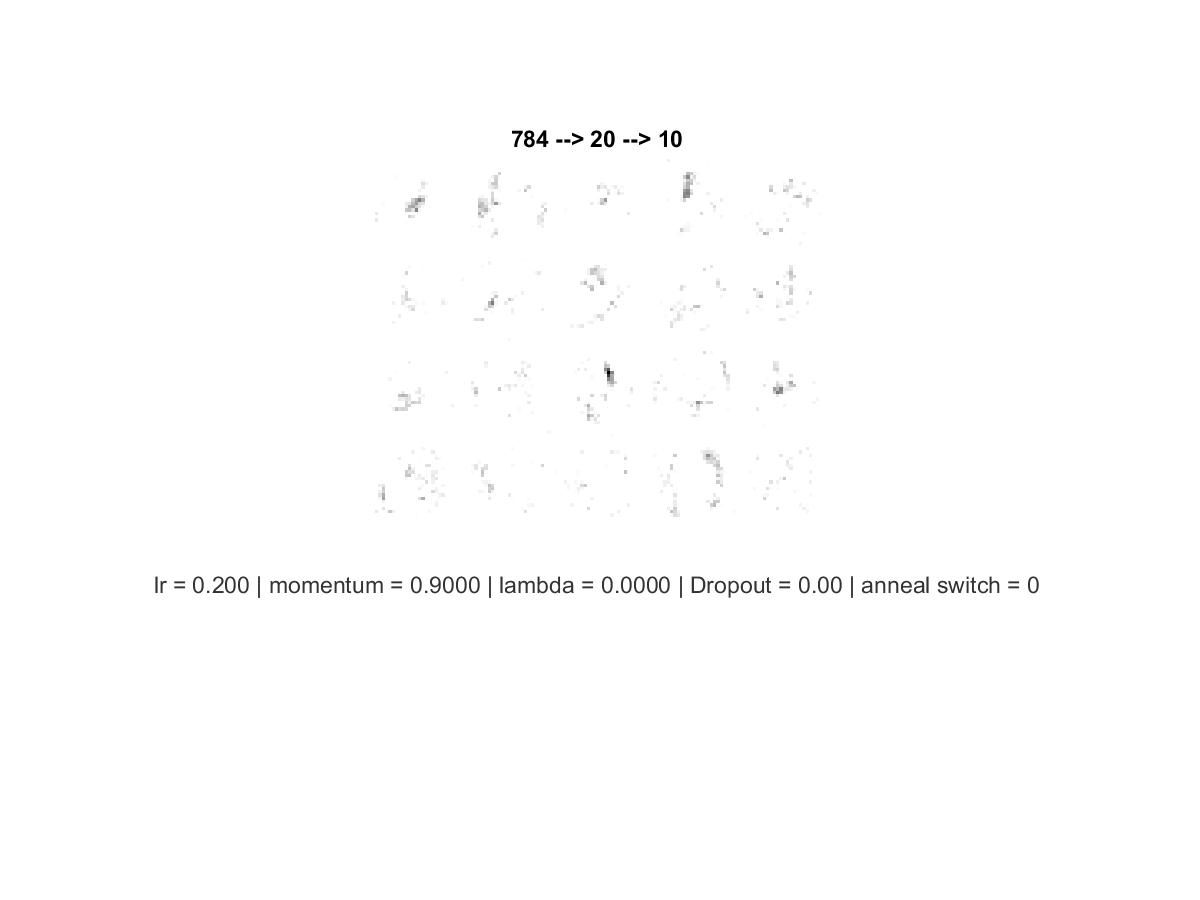 784 --> 20 --> 10
lr = 0.200 | momentum = 0.9000 | lambda = 0.0000 | Dropout = 0.00 | anneal switch = 0